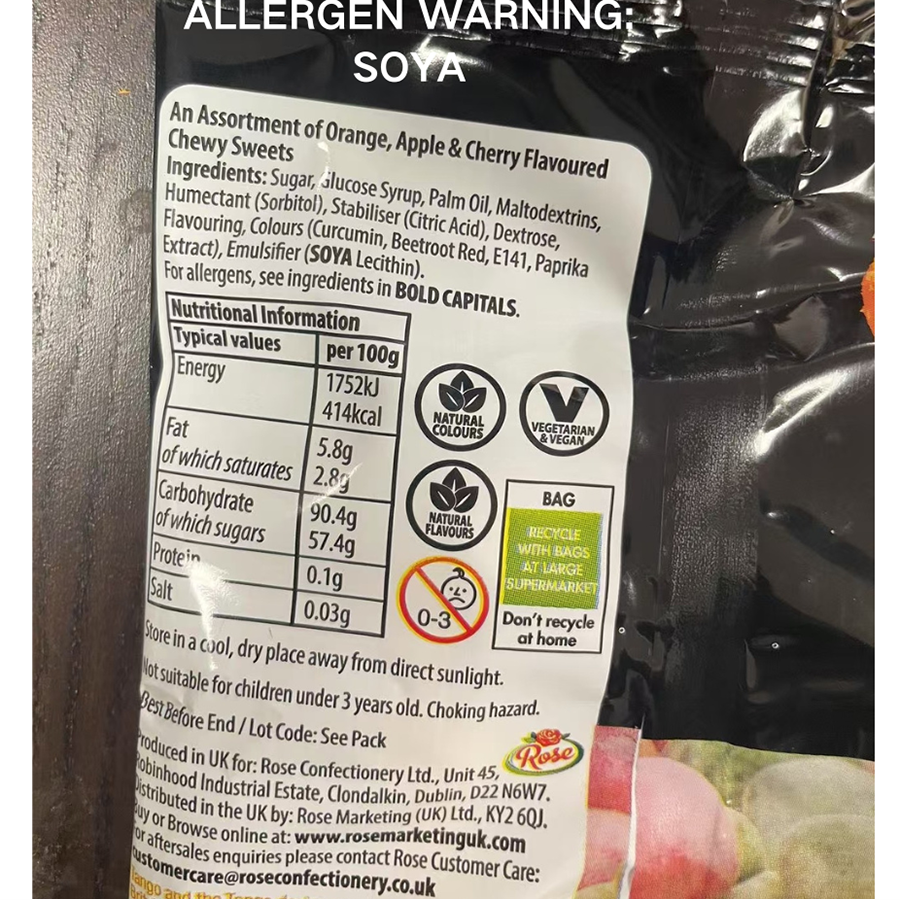 ALLERGEN WARNING:
SOYA
An Assortment of Orange, Apple & Cherry Flavoured
Chewy Sweets
Ingredients: Sugar, Glucose Syrup, Palm Oil, Maltodextrins,
Humectant (Sorbitol), Stabiliser (Citric Acid), Dextrose,
Flavouring, Colours (Curcumin, Beetroot Red, E141, Paprika
Extract), Emulsifier (SOYA Lecithin).
For allergens, see ingredients in BOLD CAPITALS.
Nutritional Information
Typical values per 100g
Energy 1752kJ
414kcal
Fat 5.8g
of which saturates 2.8g
Carbohydrate 90.4g
of which sugars 57.4g
Protein 0.1g
Salt 0.03g
NATURAL
COLOURS
VEGETARIAN
& VEGAN
NATURAL
FLAVOURS
0-3
BAG
RECYCLE
WITH BAGS
AT LARGE
SUPERMARKET
Don't recycle
at home
Store in a cool, dry place away from direct sunlight.
Not suitable for children under 3 years old. Choking hazard.
Best Before End / Lot Code: See Pack
Produced in UK for: Rose Confectionery Ltd., Unit 45,
Robinhood Industrial Estate, Clondalkin, Dublin, D22 N6W7.
Distributed in the UK by: Rose Marketing (UK) Ltd., KY2 6QJ.
Buy or Browse online at: www.rosemarketinguk.com
For aftersales enquiries please contact Rose Customer Care:
customercare@roseconfectionery.co.uk
Rose
Tango and the Tango